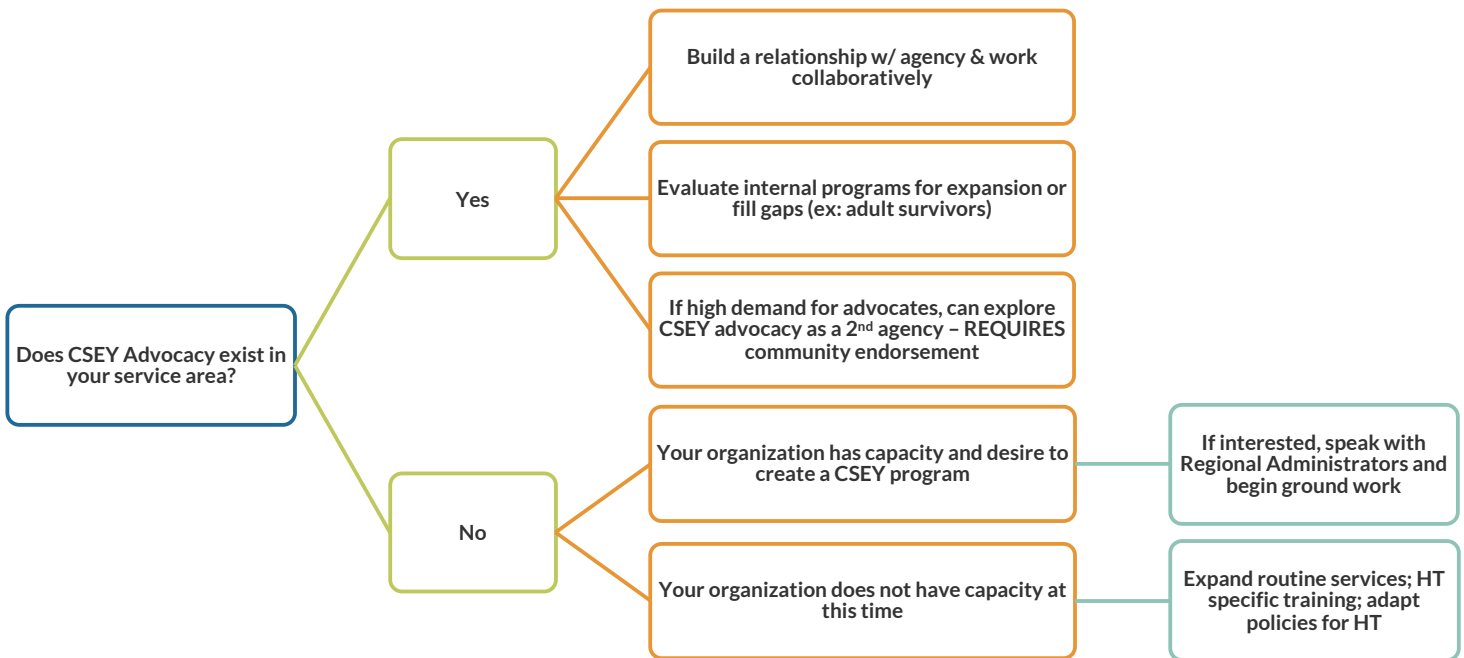 Build a relationship w/ agency & work
collaboratively
Yes
Evaluate internal programs for expansion or
fill gaps (ex: adult survivors)
If high demand for advocates, can explore
CSEY advocacy as a 2nd agency – REQUIRES
community endorsement
Does CSEY Advocacy exist in
your service area?
Your organization has capacity and desire to
create a CSEY program
If interested, speak with
Regional Administrators and
begin ground work
No
Your organization does not have capacity at
this time
Expand routine services; HT
specific training; adapt
policies for HT